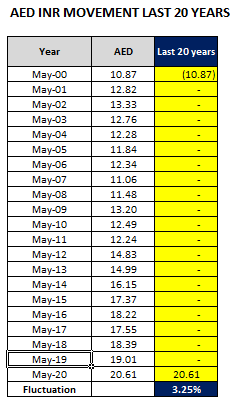 AED INR MOVEMENT LAST 20 YEARS
Year AED Last 20 years
May-00 10.87 (10.87)
May-01 12.82 -
May-02 13.33 -
May-03 12.76 -
May-04 12.28 -
May-05 11.84 -
May-06 12.34 -
May-07 11.06 -
May-08 11.48 -
May-09 13.20 -
May-10 12.49 -
May-11 12.24 -
May-12 14.83 -
May-13 14.99 -
May-14 16.15 -
May-15 17.37 -
May-16 18.22 -
May-17 17.55 -
May-18 18.39 -
May-19 19.01 -
May-20 20.61 20.61
Fluctuation 3.25%